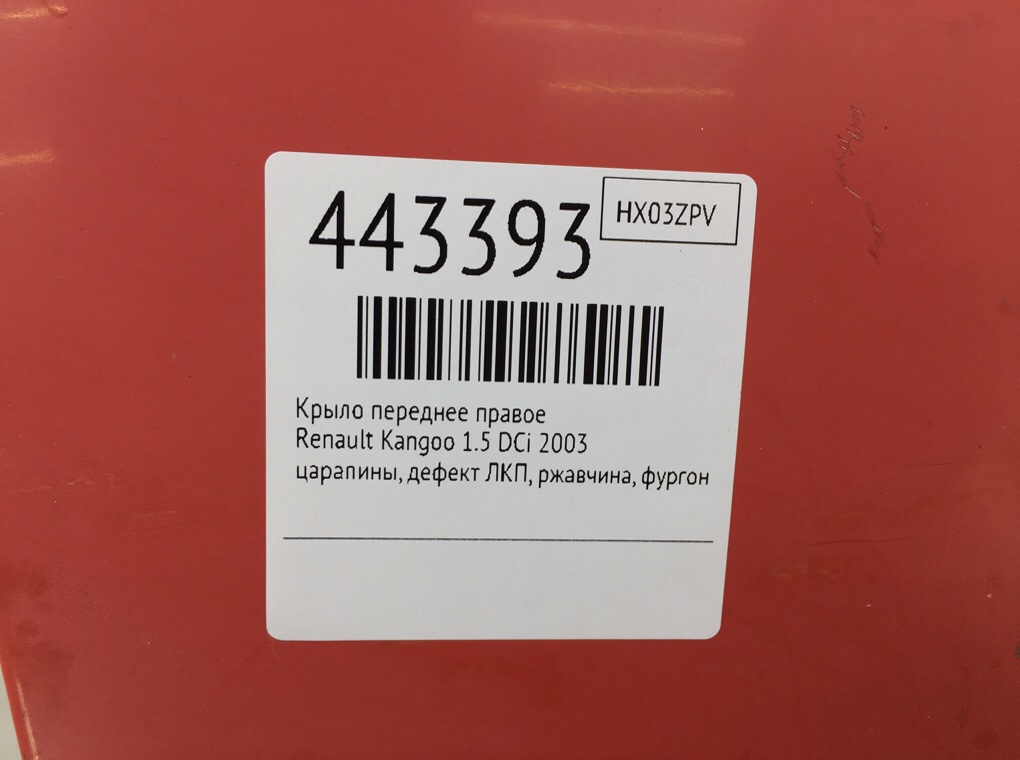 443393
HX03ZPV
Крыло переднее правое
Renault Kangoo 1.5 DCi 2003
царапины, дефект ЛКП, ржавчина, фургон